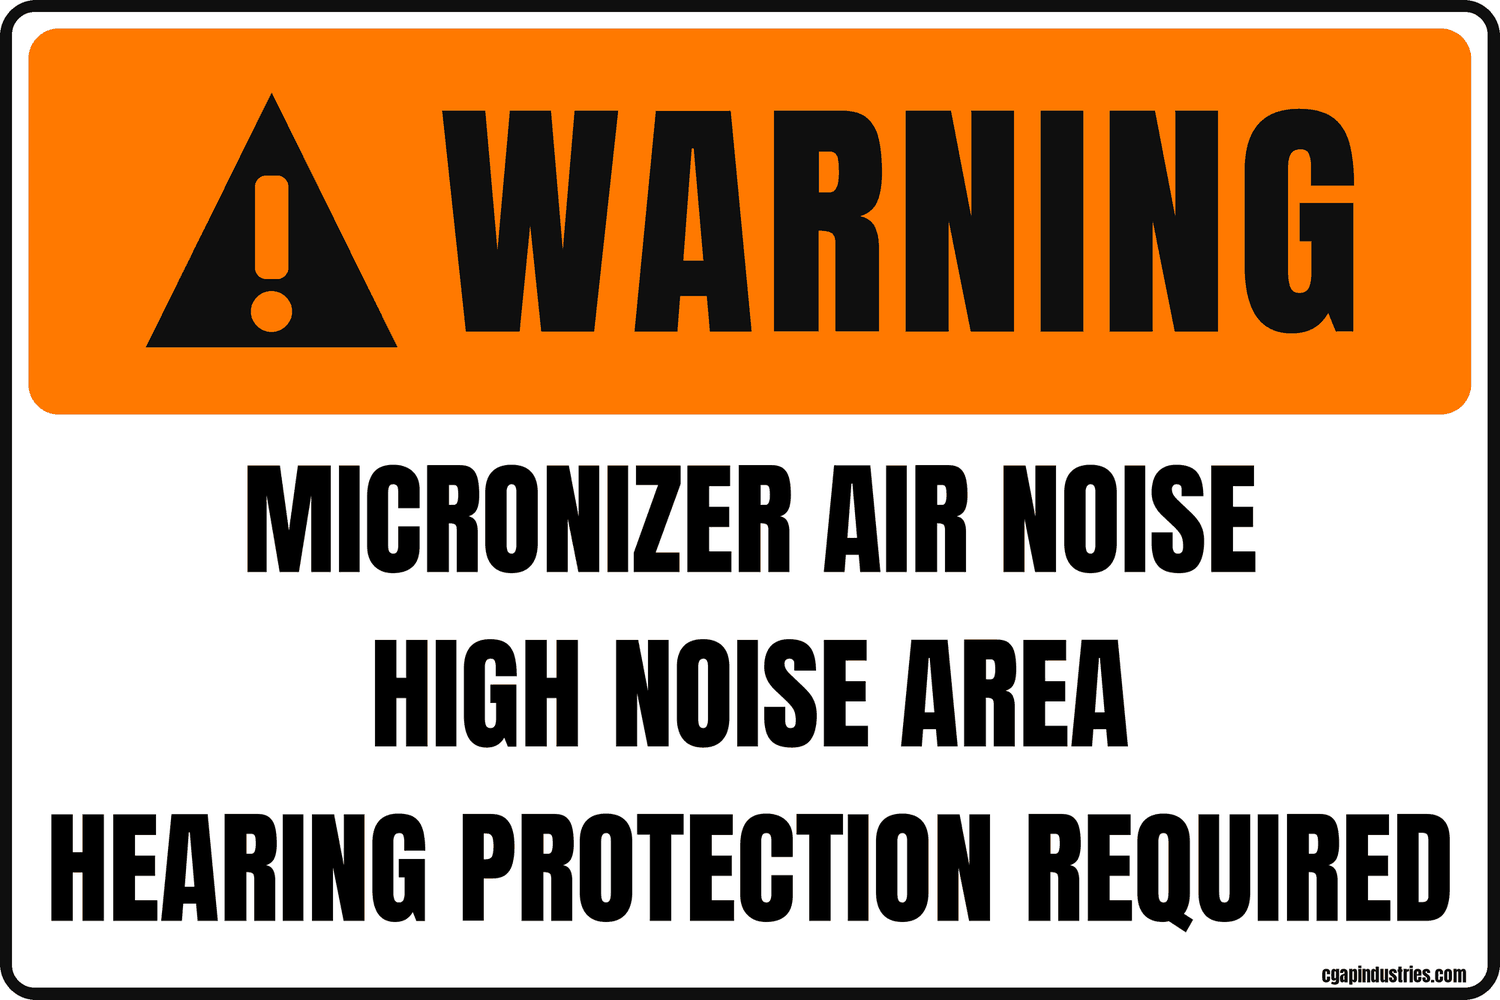 WARNING
MICRONIZER AIR NOISE
HIGH NOISE AREA
HEARING PROTECTION REQUIRED
cgapindustries.com